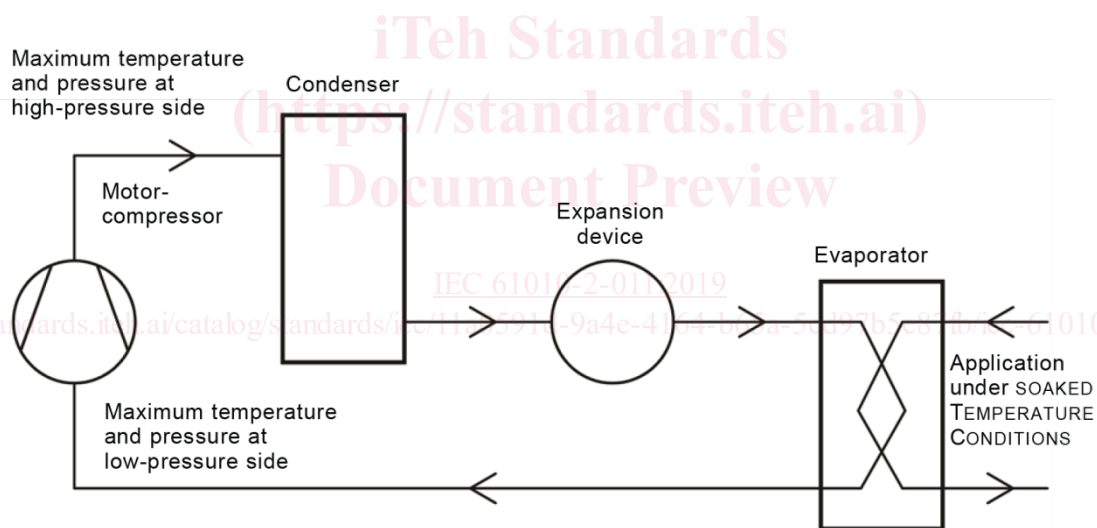 iTeh Standards
(https://standards.iteh.ai)
Document Preview
Maximum temperature
and pressure at
high-pressure side
Condenser
Motor-
compressor
Expansion
device
Evaporator
IEC 61010-2-011:2019
Application
under SOAKED
TEMPERATURE
CONDITIONS
Maximum temperature
and pressure at
low-pressure side